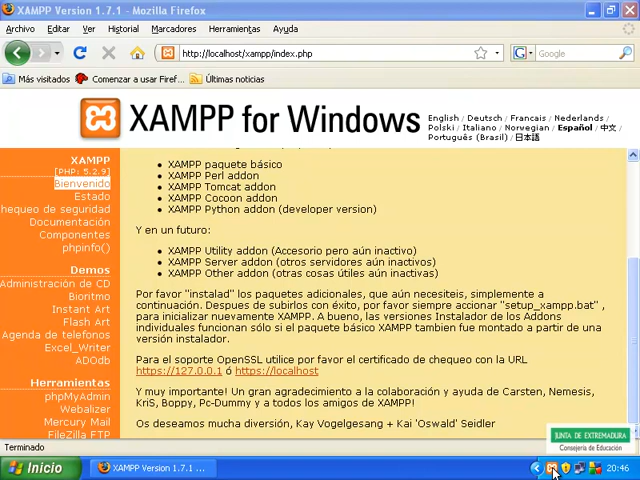 XAMPP Version 1.7.1 - Mozilla Firefox
Archivo Editar Ver Historial Marcadores Herramientas Ayuda
http://localhost/xampp/index.php
Google
Más visitados Comenzar a usar Firef... Últimas noticias
XAMPP for Windows
English / Deutsch / Francais / Nederlands /
Polski / Italiano / Norwegian / Español / 中文 /
Português (Brasil) / 日本語
XAMPP
[PHP: 5.2.9]
Bienvenido
Estado
hequeo de seguridad
Documentación
Componentes
phpinfo()
Demos
Administración de CD
Bioritmo
Instant Art
Flash Art
Agenda de telefonos
Excel_Writer
ADOdb
Herramientas
phpMyAdmin
Webalizer
Mercury Mail
FileZilla FTP
XAMPP paquete básico
XAMPP Perl addon
XAMPP Tomcat addon
XAMPP Cocoon addon
XAMPP Python addon (developer version)
Y en un futuro:
XAMPP Utility addon (Accesorio pero aún inactivo)
XAMPP Server addon (otros servidores aún inactivos)
XAMPP Other addon (otras cosas útiles aún inactivas)
Por favor "instalad" los paquetes adicionales, que aún necesiteis, simplemente a
continuación. Despues de subirlos con éxito, por favor siempre accionar "setup_xampp.bat" ,
para inicializar nuevamente XAMPP. A bueno, las versiones Instalador de los Addons
individuales funcionan sólo si el paquete básico XAMPP tambien fue montado a partir de una
versión instalador.
Para el soporte OpenSSL utilice por favor el certificado de chequeo con la URL
https://127.0.0.1 ó https://localhost
Y muy importante! Un gran agradecimiento a la colaboración y ayuda de Carsten, Nemesis,
KriS, Boppy, Pc-Dummy y a todos los amigos de XAMPP!
Os deseamos mucha diversión, Kay Vogelgesang + Kai 'Oswald' Seidler
JUNTA DE EXTREMADURA
Consejería de Educación
Terminado
Inicio
XAMPP Version 1.7.1 ...
20:46